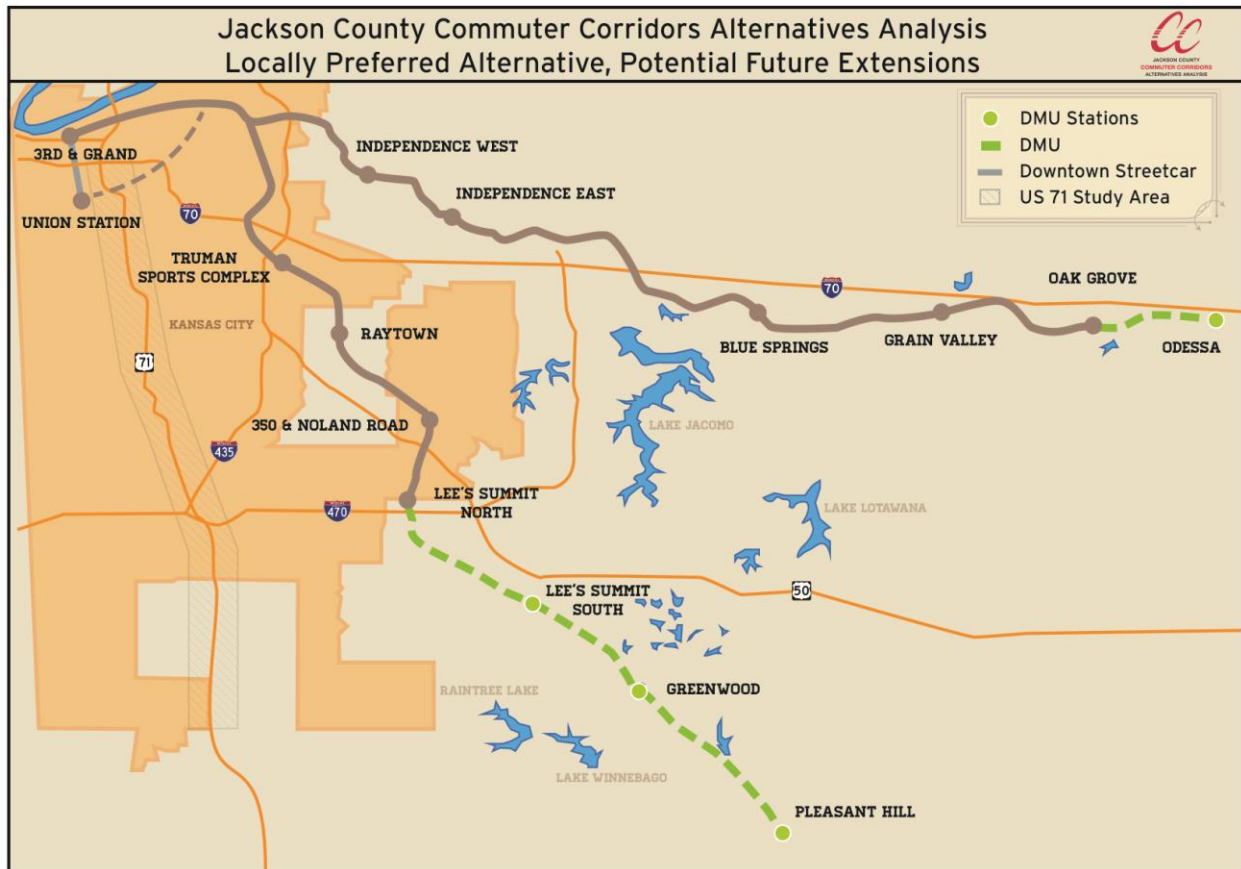 Jackson County Commuter Corridors Alternatives Analysis
Locally Preferred Alternative, Potential Future Extensions
CC
JACKSON COUNTY
COMMUTER CORRIDORS
ALTERNATIVES ANALYSIS
DMU Stations
DMU
Downtown Streetcar
US 71 Study Area
3RD & GRAND
UNION STATION
70
TRUMAN
SPORTS COMPLEX
KANSAS CITY
71
RAYTOWN
INDEPENDENCE WEST
INDEPENDENCE EAST
70
OAK GROVE
BLUE SPRINGS
GRAIN VALLEY
ODESSA
350 & NOLAND ROAD
LAKE JACOMO
435
LEE'S SUMMIT
NORTH
470
LAKE LOTAWANA
50
LEE'S SUMMIT
SOUTH
RAINTREE LAKE
GREENWOOD
LAKE WINNEBAGO
PLEASANT HILL